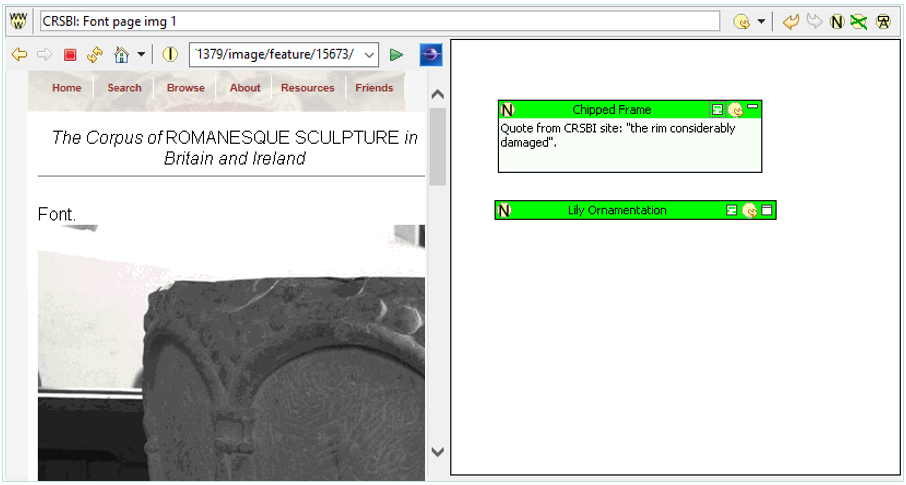 WWW
CRSBI: Font page img 1
1379/image/feature/15673/
Home Search Browse About Resources Friends
The Corpus of ROMANESQUE SCULPTURE in
Britain and Ireland
Font.
N Chipped Frame
Quote from CRSBI site: "the rim considerably
damaged".
N Lily Ornamentation